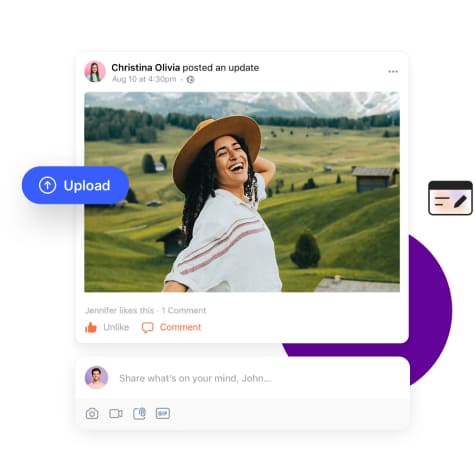 Christina Olivia posted an update
Aug 10 at 4:30pm ·
Upload
Jennifer likes this · 1 Comment
Unlike Comment
Share what's on your mind, John...
GIF